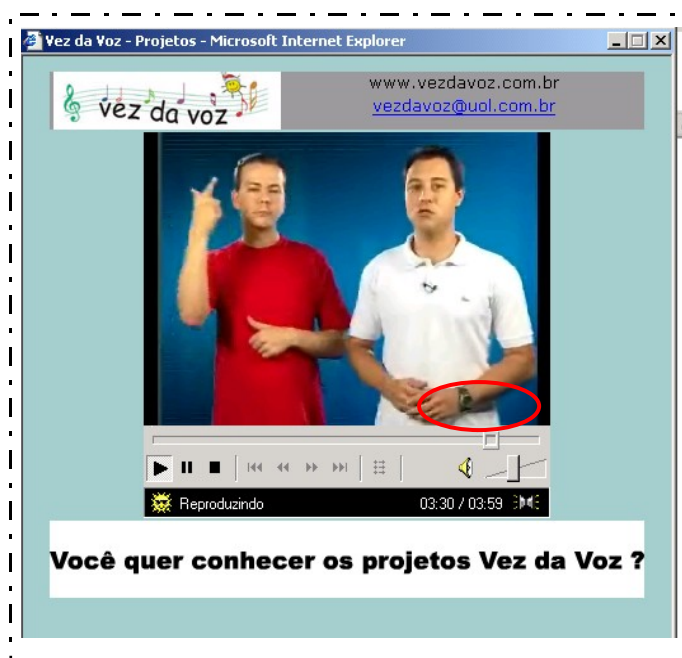 Vez da Voz - Projetos - Microsoft Internet Explorer
vez da voz
www.vezdavoz.com.br
vezdavoz@uol.com.br
Reproduzindo
03:30 / 03:59
Você quer conhecer os projetos Vez da Voz ?